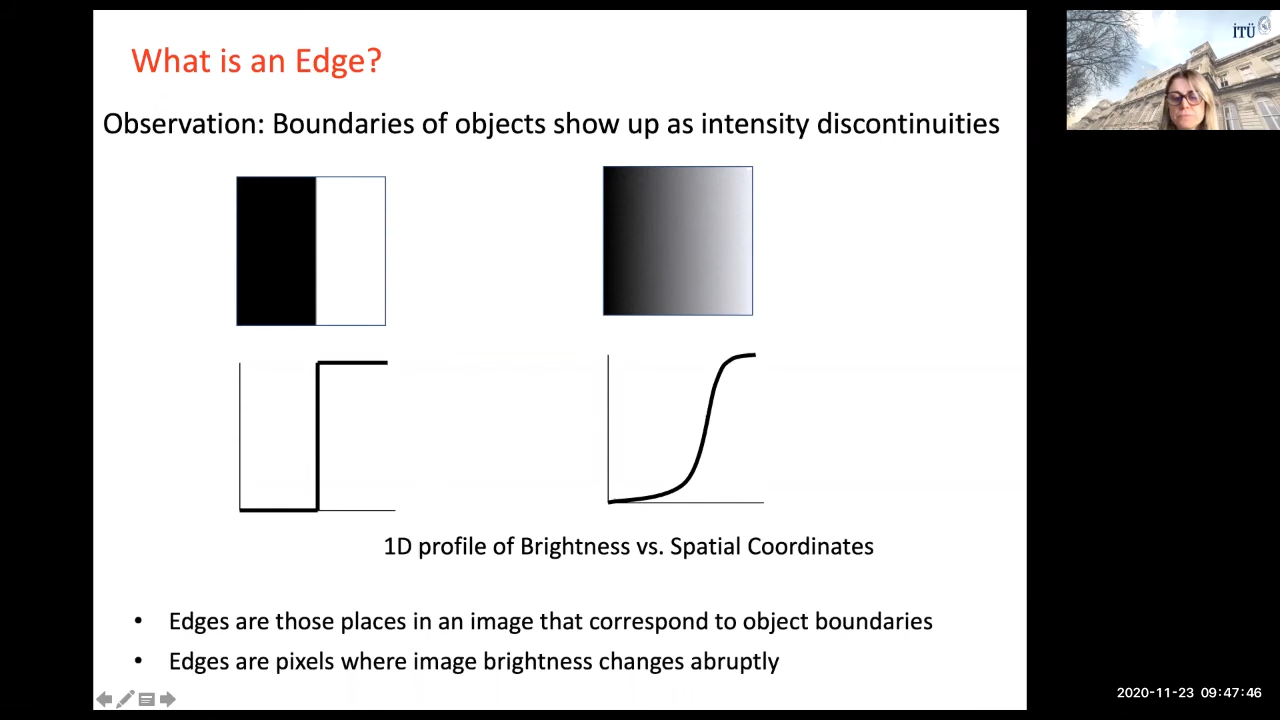 What is an Edge?
İTÜ
Observation: Boundaries of objects show up as intensity discontinuities
1D profile of Brightness vs. Spatial Coordinates
• Edges are those places in an image that correspond to object boundaries
• Edges are pixels where image brightness changes abruptly
2020-11-23 09:47:46